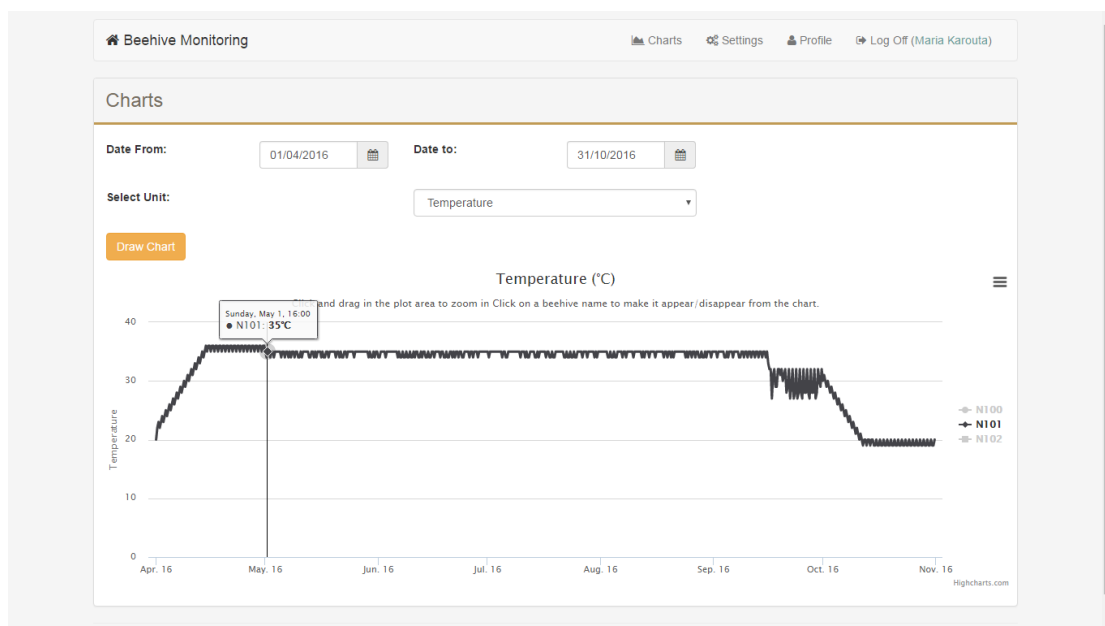 Beehive Monitoring
Charts Settings Profile Log Off (Maria Karouta)
Charts
Date From: 01/04/2016 Date to: 31/10/2016
Select Unit: Temperature
Draw Chart
Temperature (°C)
and drag in the plot area to zoom in Click on a beehive name to make it appear/disappear from the chart.
Sunday, May 1, 16:00
N101: 35°C
40
30
20
10
0
Temperature
N100
N101
N102
Apr. 16 May. 16 Jun. 16 Jul. 16 Aug. 16 Sep. 16 Oct. 16 Nov. 16
Highcharts.com